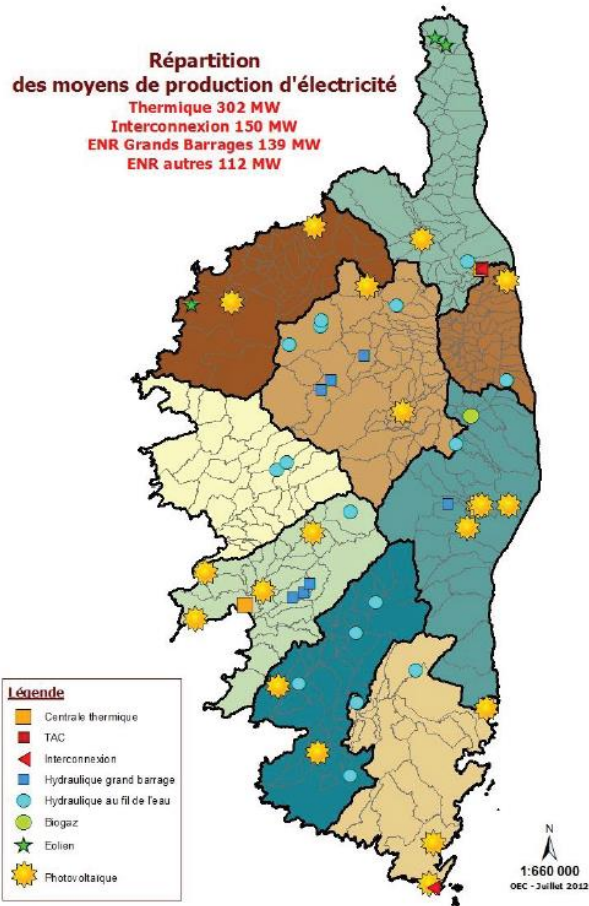 Répartition
des moyens de production d'électricité
Thermique 302 MW
Interconnexion 150 MW
ENR Grands Barrages 139 MW
ENR autres 112 MW
Légende
Centrale thermique
TAC
Interconnexion
Hydraulique grand barrage
Hydraulique au fil de l'eau
Biogaz
Eolien
Photovoltaïque
N
1:660 000
OEC - Juillet 2012